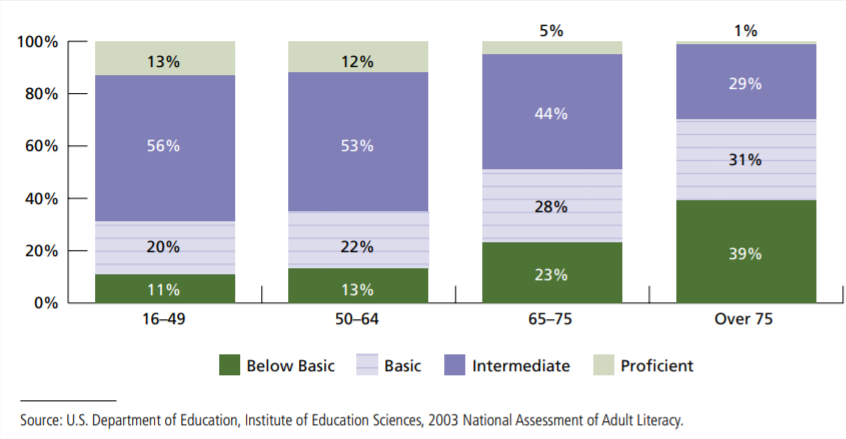 5% 1%
100%
13% 12%
80%
29%
44%
60% 56% 53%
31%
40%
28%
20% 20% 22%
39%
23%
11% 13%
0%
16–49 50–64 65–75 Over 75
Below Basic Basic Intermediate Proficient
Source: U.S. Department of Education, Institute of Education Sciences, 2003 National Assessment of Adult Literacy.